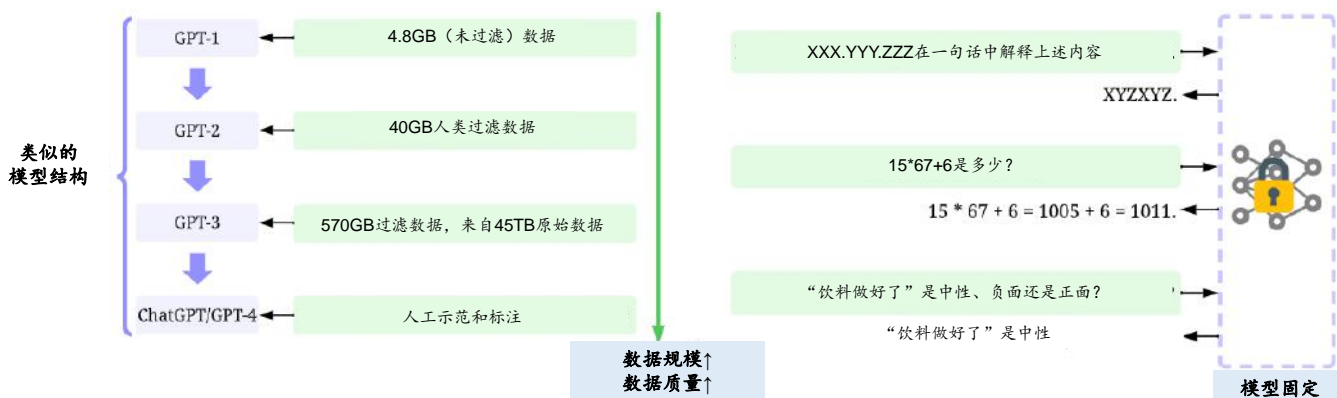 类似的
模型结构
GPT-1
4.8GB（未过滤）数据
GPT-2
40GB人类过滤数据
GPT-3
570GB过滤数据，来自45TB原始数据
ChatGPT/GPT-4
人工示范和标注
数据规模↑
数据质量↑
XXX.YYY.ZZZ在一句话中解释上述内容
XYZXYZ.
15*67+6是多少？
15 * 67 + 6 = 1005 + 6 = 1011.
“饮料做好了”是中性、负面还是正面？
“饮料做好了”是中性
模型固定